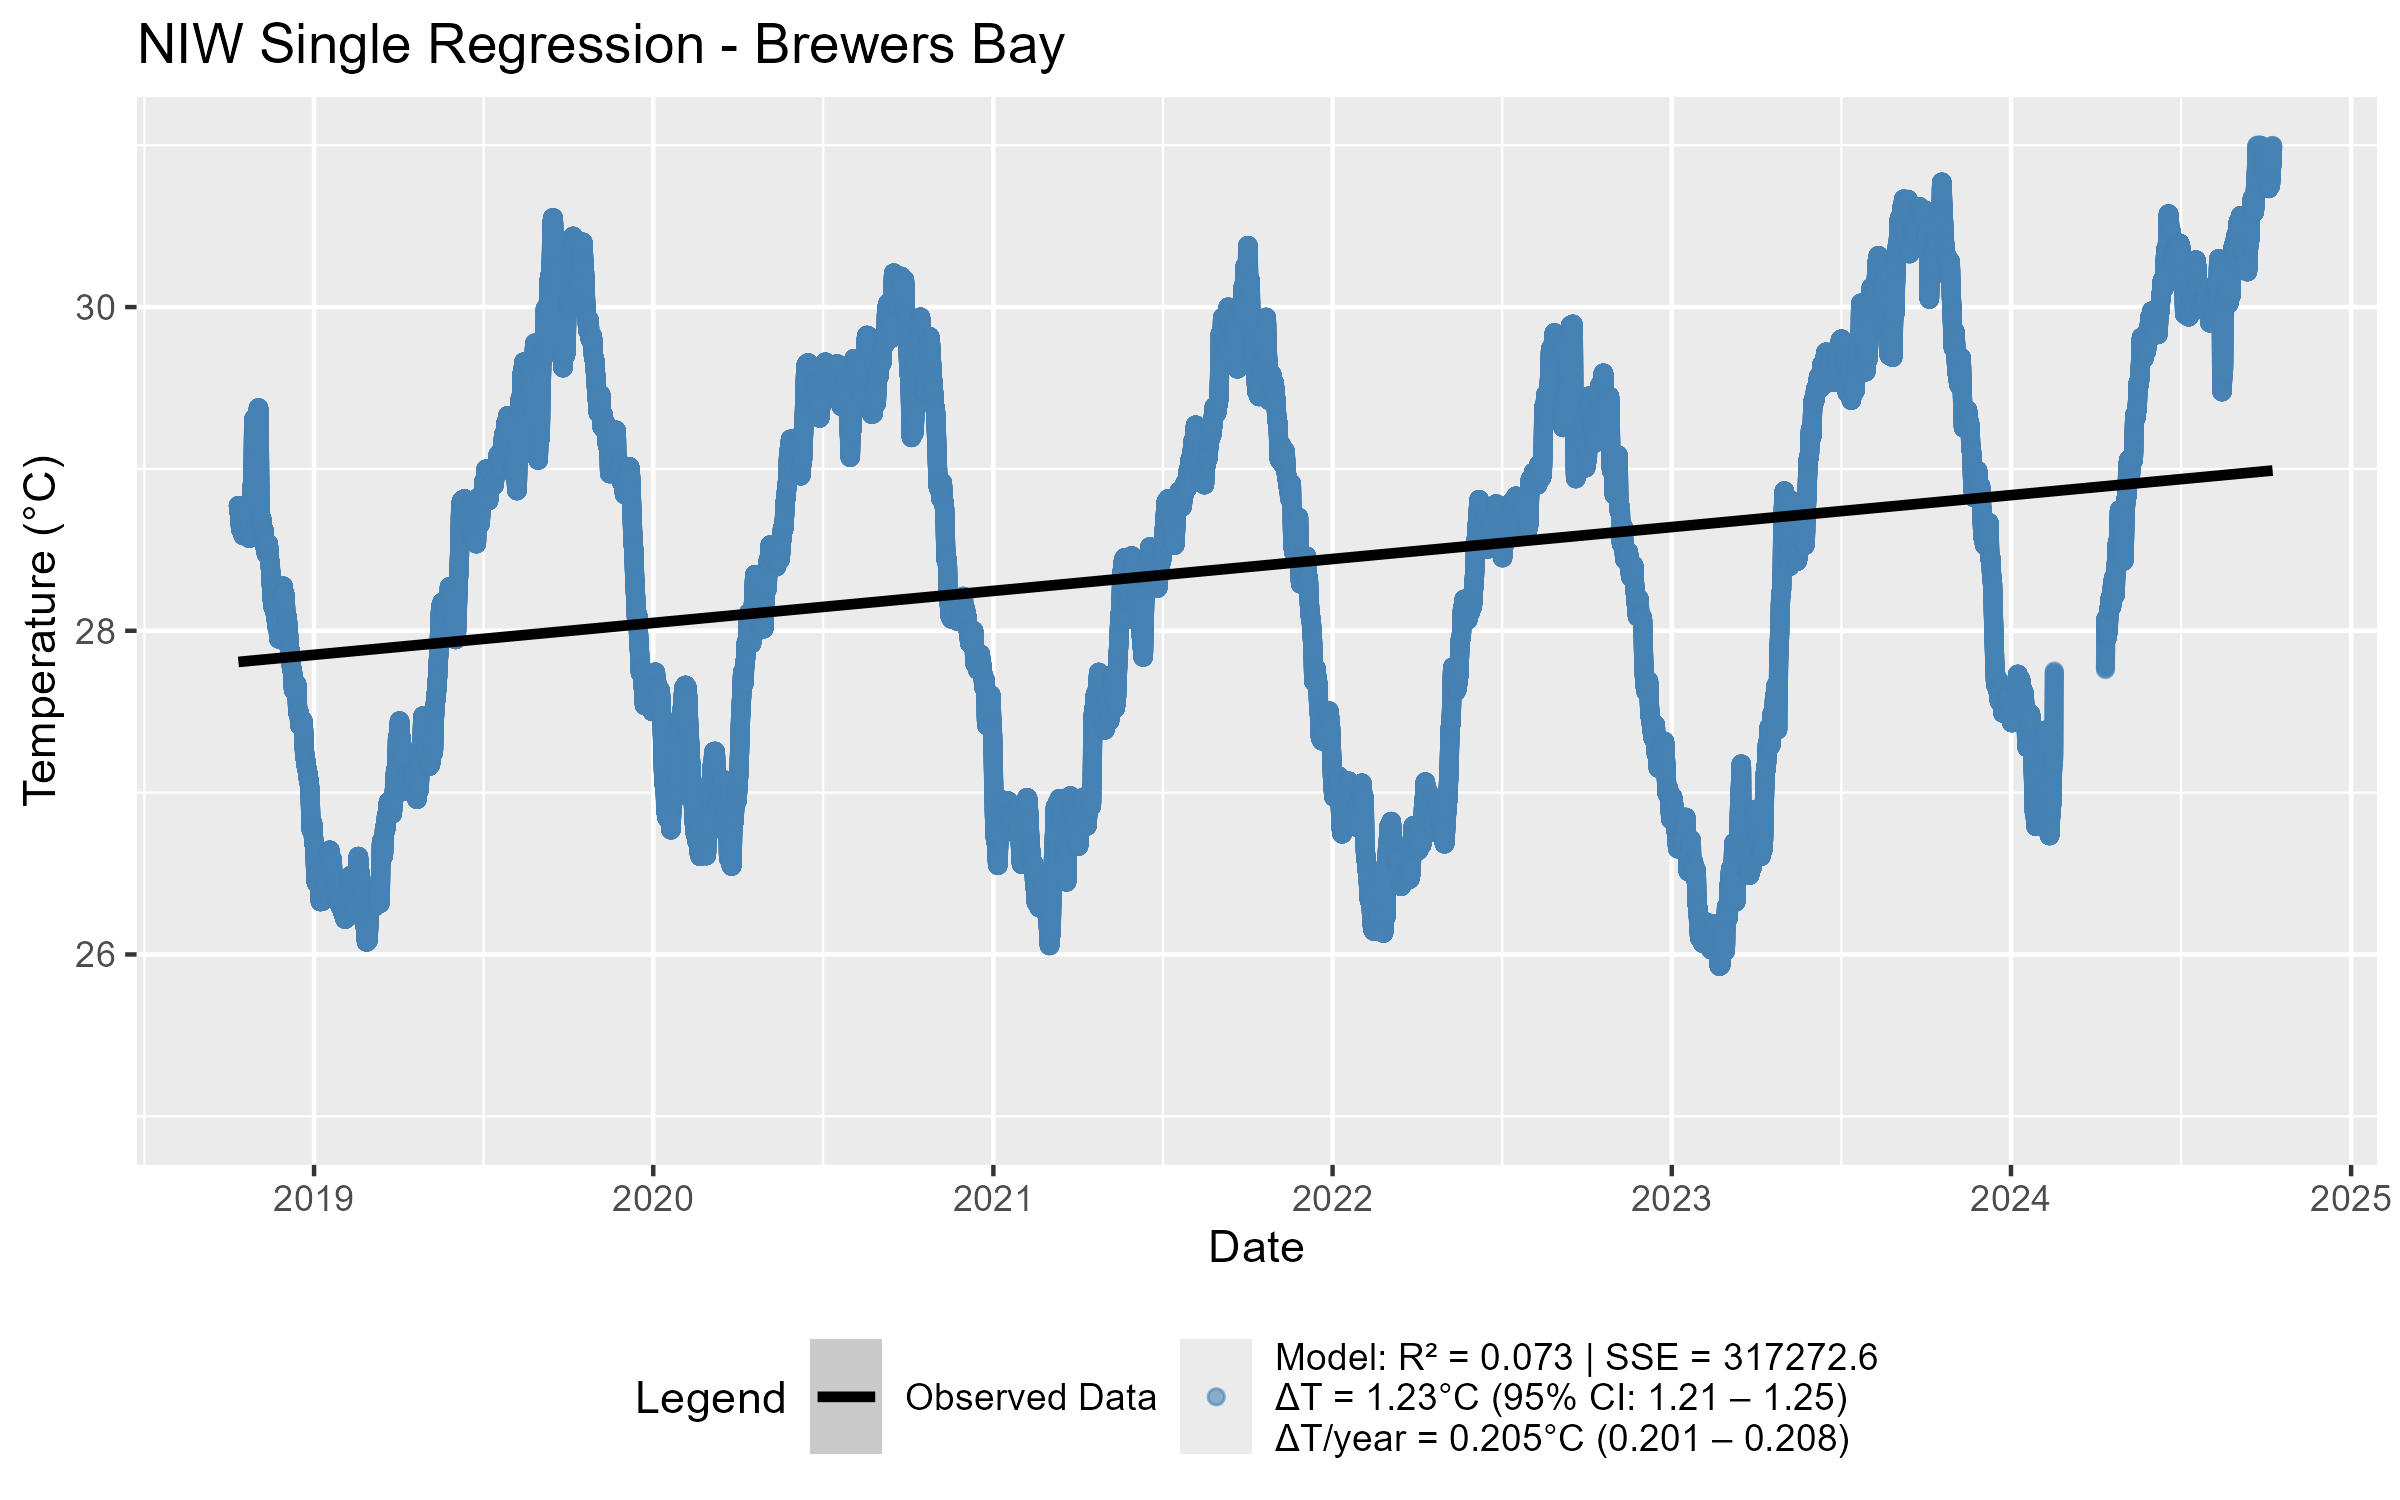 NIW Single Regression - Brewers Bay
Temperature (°C)
30
28
26
2019 2020 2021 2022 2023 2024 2025
Date
Legend
Observed Data
Model: R² = 0.073 | SSE = 317272.6
ΔT = 1.23°C (95% CI: 1.21 – 1.25)
ΔT/year = 0.205°C (0.201 – 0.208)